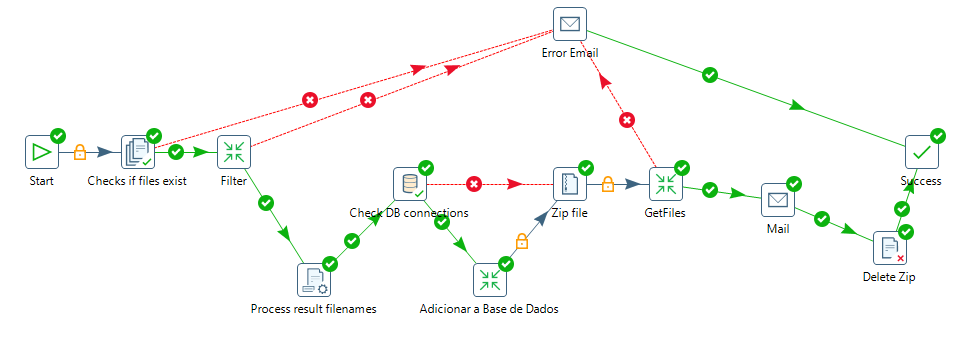 Error Email
Start
Checks if files exist
Filter
Success
Check DB connections
Zip file
GetFiles
Mail
Delete Zip
Process result filenames
Adicionar a Base de Dados